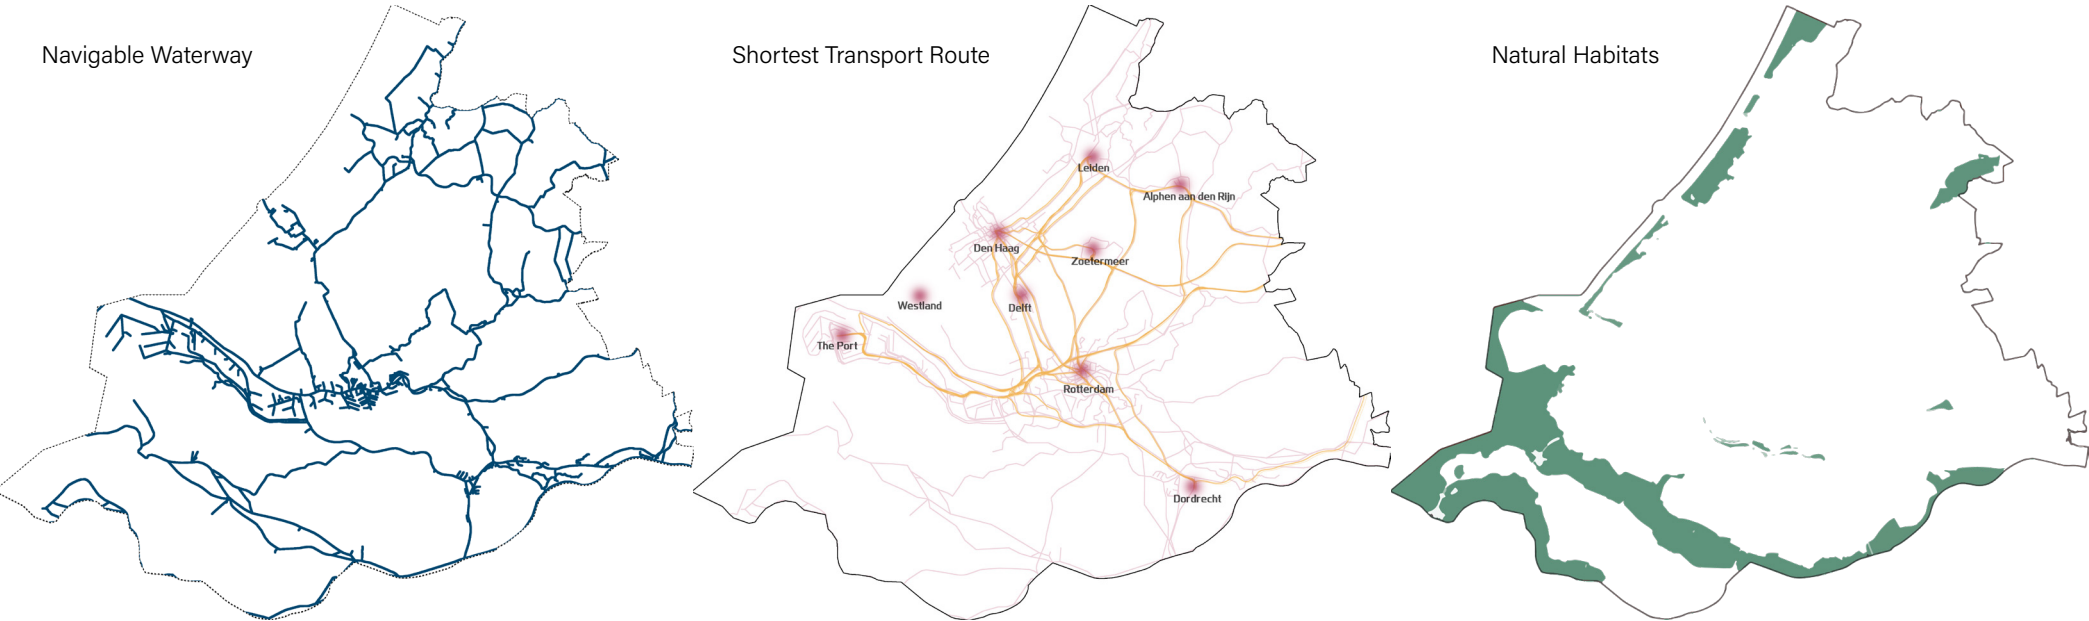 Navigable Waterway
Shortest Transport Route
Natural Habitats
Leiden
Alphen aan den Rijn
Den Haag
Zoetermeer
Westland
Delft
The Port
Rotterdam
Dordrecht